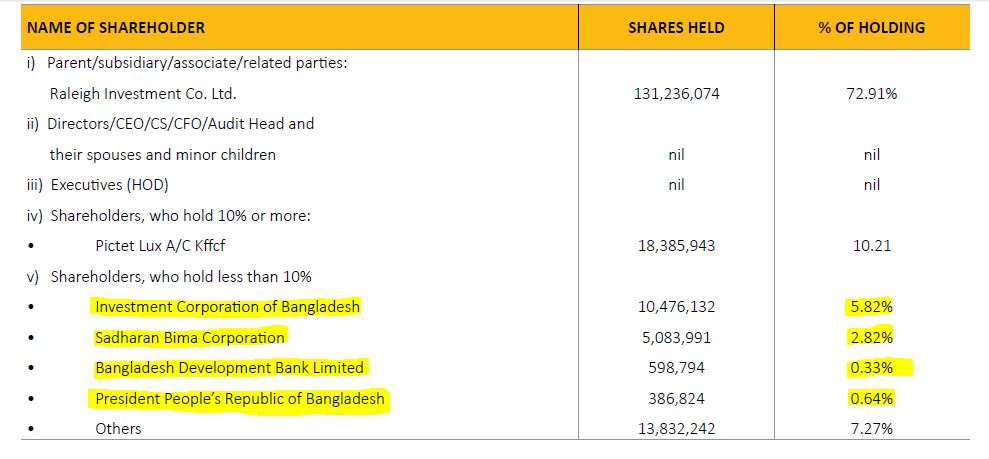 NAME OF SHAREHOLDER SHARES HELD % OF HOLDING
i) Parent/subsidiary/associate/related parties:
Raleigh Investment Co. Ltd. 131,236,074 72.91%
ii) Directors/CEO/CS/CFO/Audit Head and
their spouses and minor children nil nil
iii) Executives (HOD) nil nil
iv) Shareholders, who hold 10% or more:
• Pictet Lux A/C Kffcf 18,385,943 10.21
v) Shareholders, who hold less than 10%
• Investment Corporation of Bangladesh 10,476,132 5.82%
• Sadharan Bima Corporation 5,083,991 2.82%
• Bangladesh Development Bank Limited 598,794 0.33%
• President People’s Republic of Bangladesh 386,824 0.64%
• Others 13,832,242 7.27%